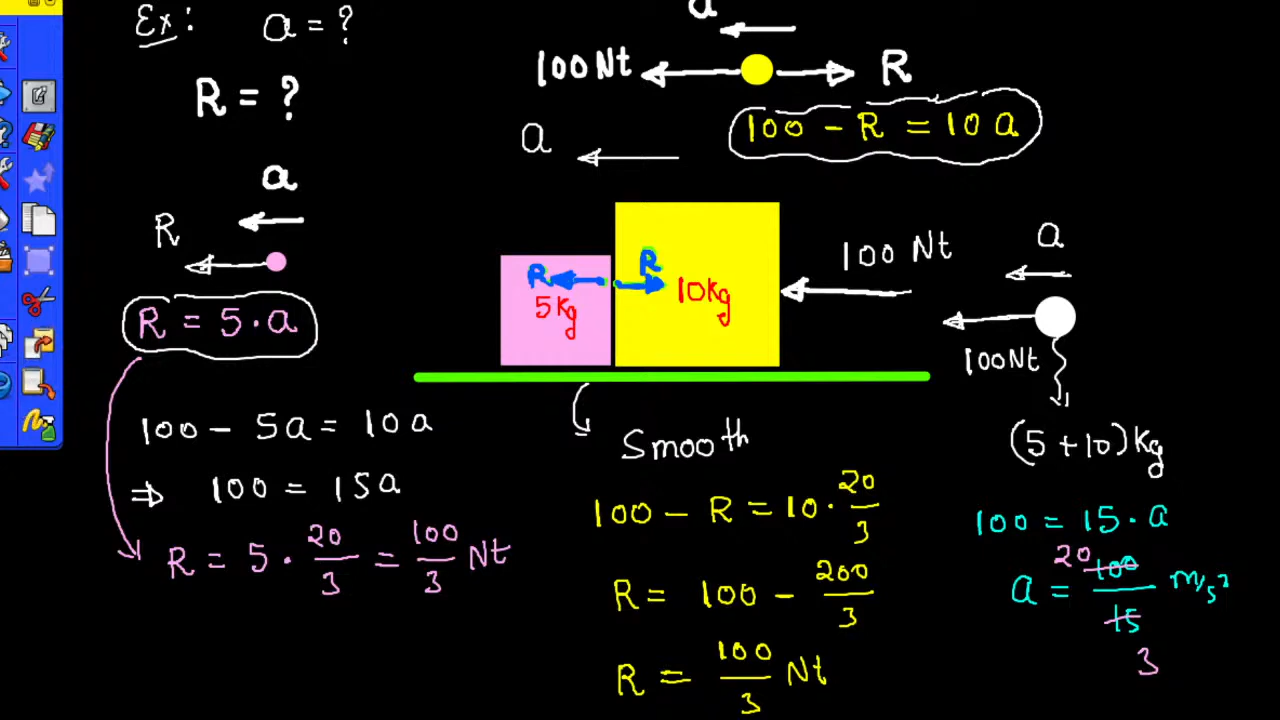 Ex: a = ?
R = ?
a
100 Nt R
100 - R = 10 a
a
a
R
R = 5 · a
R R
5 Kg 10kg
100 Nt
a
100 Nt
(5 + 10) Kg
100 - 5a = 10 a
⇒ 100 = 15 a
R = 5 · 20/3 = 100/3 Nt
Smooth
100 - R = 10 · 20/3
R = 100 - 200/3
R = 100/3 Nt
100 = 15 · a
20
a = 100/15 m/s²
3